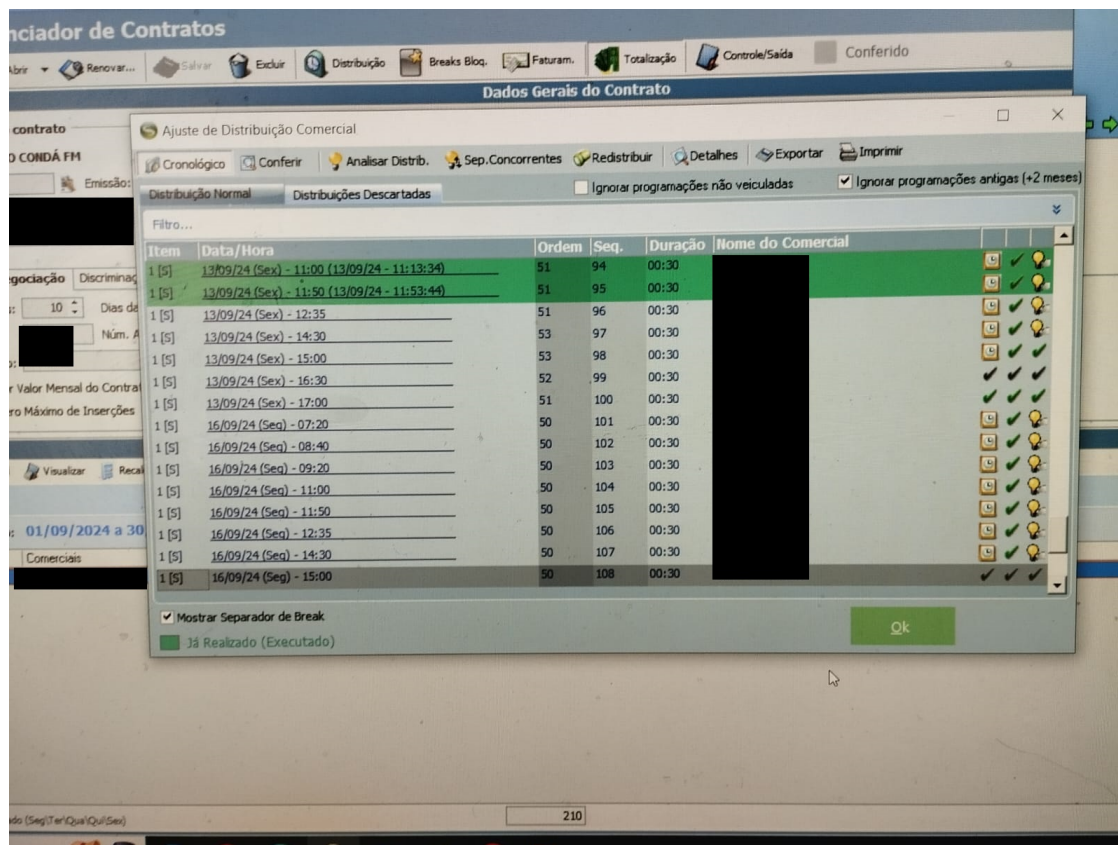 nciador de Contratos
Abrir Renovar... Salvar Excluir Distribuição Breaks Bloq. Faturam. Totalização Controle/Saída Conferido
Dados Gerais do Contrato
contrato
O CONDÁ FM
Emissão:
egociação Discriminaç
10 Dias da
Núm. A
r Valor Mensal do Contrat
ro Máximo de Inserções
Visualizar Recal
01/09/2024 a 30
Comerciais
Ajuste de Distribuição Comercial
Cronológico Conferir Analisar Distrib. Sep.Concorrentes Redistribuir Detalhes Exportar Imprimir
Distribuição Normal Distribuições Descartadas Ignorar programações não veiculadas Ignorar programações antigas (+2 meses)
Filtro...
Item Data/Hora Ordem Seq. Duração Nome do Comercial
1 [S] 13/09/24 (Sex) - 11:00 (13/09/24 - 11:13:34) 51 94 00:30
1 [S] 13/09/24 (Sex) - 11:50 (13/09/24 - 11:53:44) 51 95 00:30
1 [S] 13/09/24 (Sex) - 12:35 51 96 00:30
1 [S] 13/09/24 (Sex) - 14:30 53 97 00:30
1 [S] 13/09/24 (Sex) - 15:00 53 98 00:30
1 [S] 13/09/24 (Sex) - 16:30 52 99 00:30
1 [S] 13/09/24 (Sex) - 17:00 51 100 00:30
1 [S] 16/09/24 (Seg) - 07:20 50 101 00:30
1 [S] 16/09/24 (Seg) - 08:40 50 102 00:30
1 [S] 16/09/24 (Seg) - 09:20 50 103 00:30
1 [S] 16/09/24 (Seg) - 11:00 50 104 00:30
1 [S] 16/09/24 (Seg) - 11:50 50 105 00:30
1 [S] 16/09/24 (Seg) - 12:35 50 106 00:30
1 [S] 16/09/24 (Seg) - 14:30 50 107 00:30
1 [S] 16/09/24 (Seg) - 15:00 50 108 00:30
Mostrar Separador de Break
Já Realizado (Executado)
Ok
do (Seg\Ter\Qua\Qui\Sex) 210